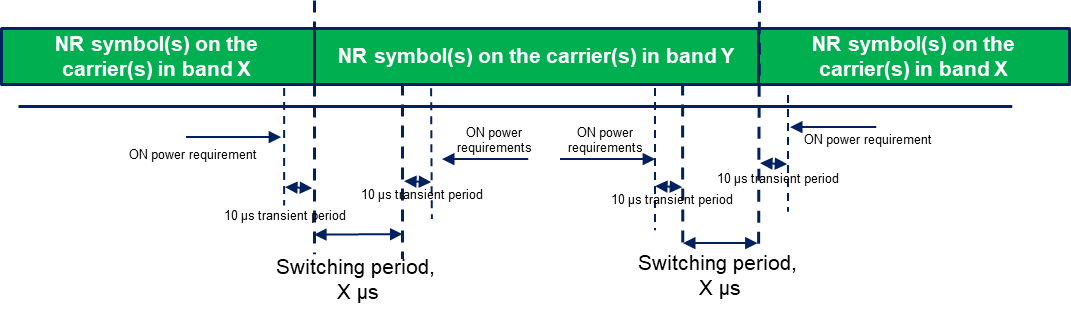 NR symbol(s) on the
carrier(s) in band X
NR symbol(s) on the carrier(s) in band Y
NR symbol(s) on the
carrier(s) in band X
ON power requirement
10 µs transient period
Switching period,
X µs
10 µs transient period
ON power
requirements
ON power
requirements
10 µs transient period
Switching period,
X µs
10 µs transient period
ON power requirement